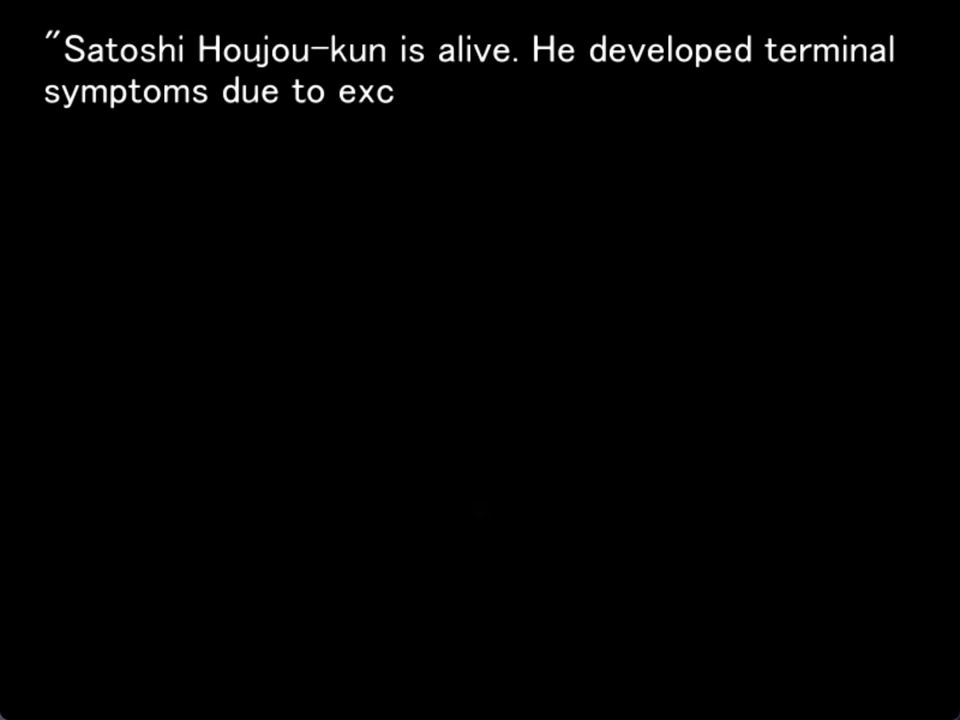 "Satoshi Houjou-kun is alive. He developed terminal
symptoms due to exc